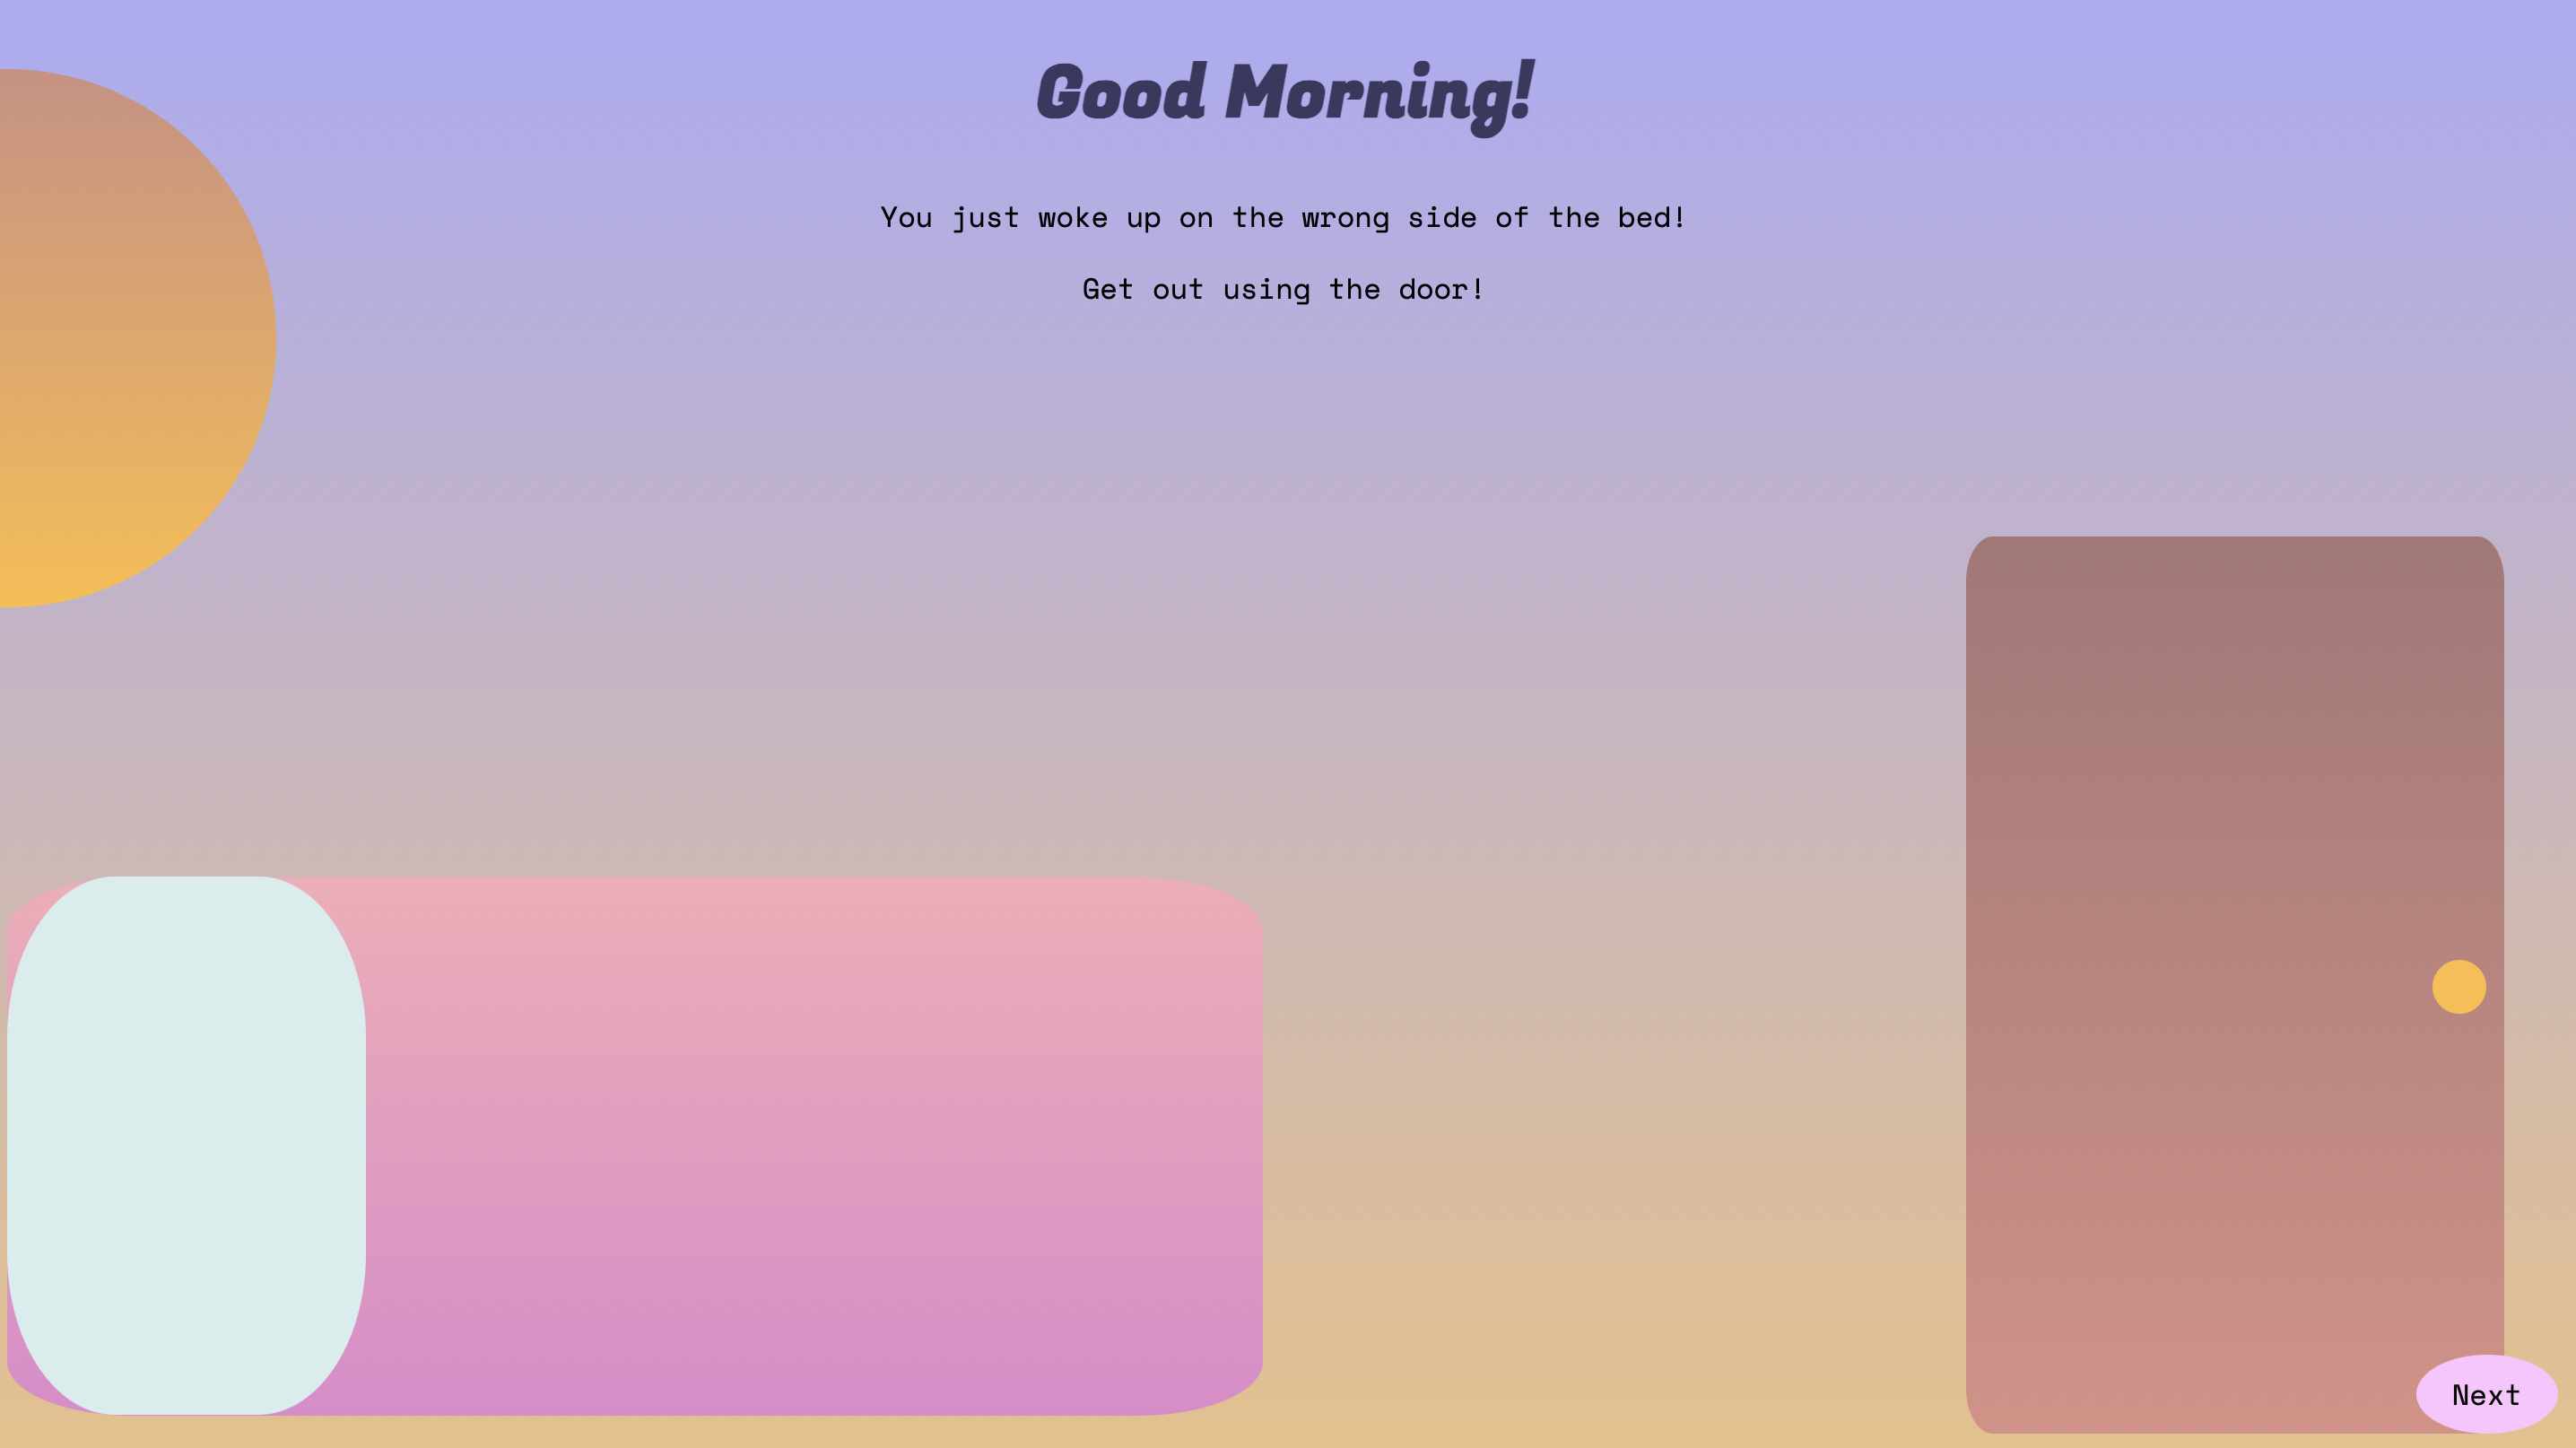 Good Morning!
You just woke up on the wrong side of the bed!
Get out using the door!
Next